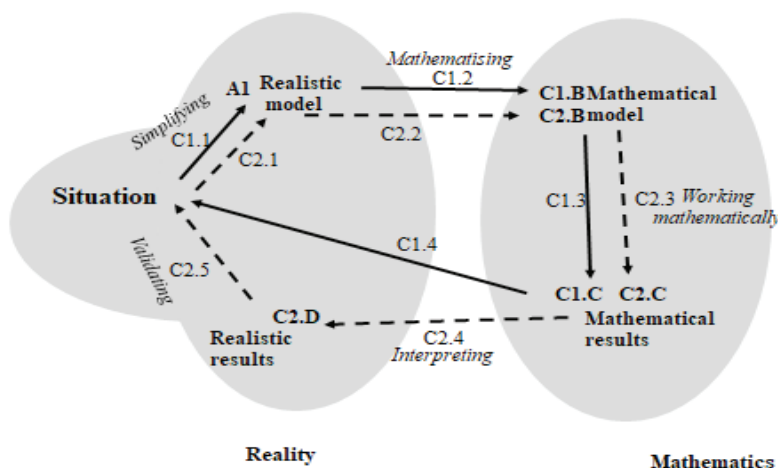 Mathematising
C1.2
A1 Realistic
model
C1.B Mathematical
C2.B model
Simplifying
C1.1
C2.2
C2.1
Situation
C1.3
C2.3 Working
mathematically
C1.4
Validating
C2.5
C1.C C2.C
C2.D
Mathematical
results
Realistic
results
C2.4
Interpreting
Reality
Mathematics